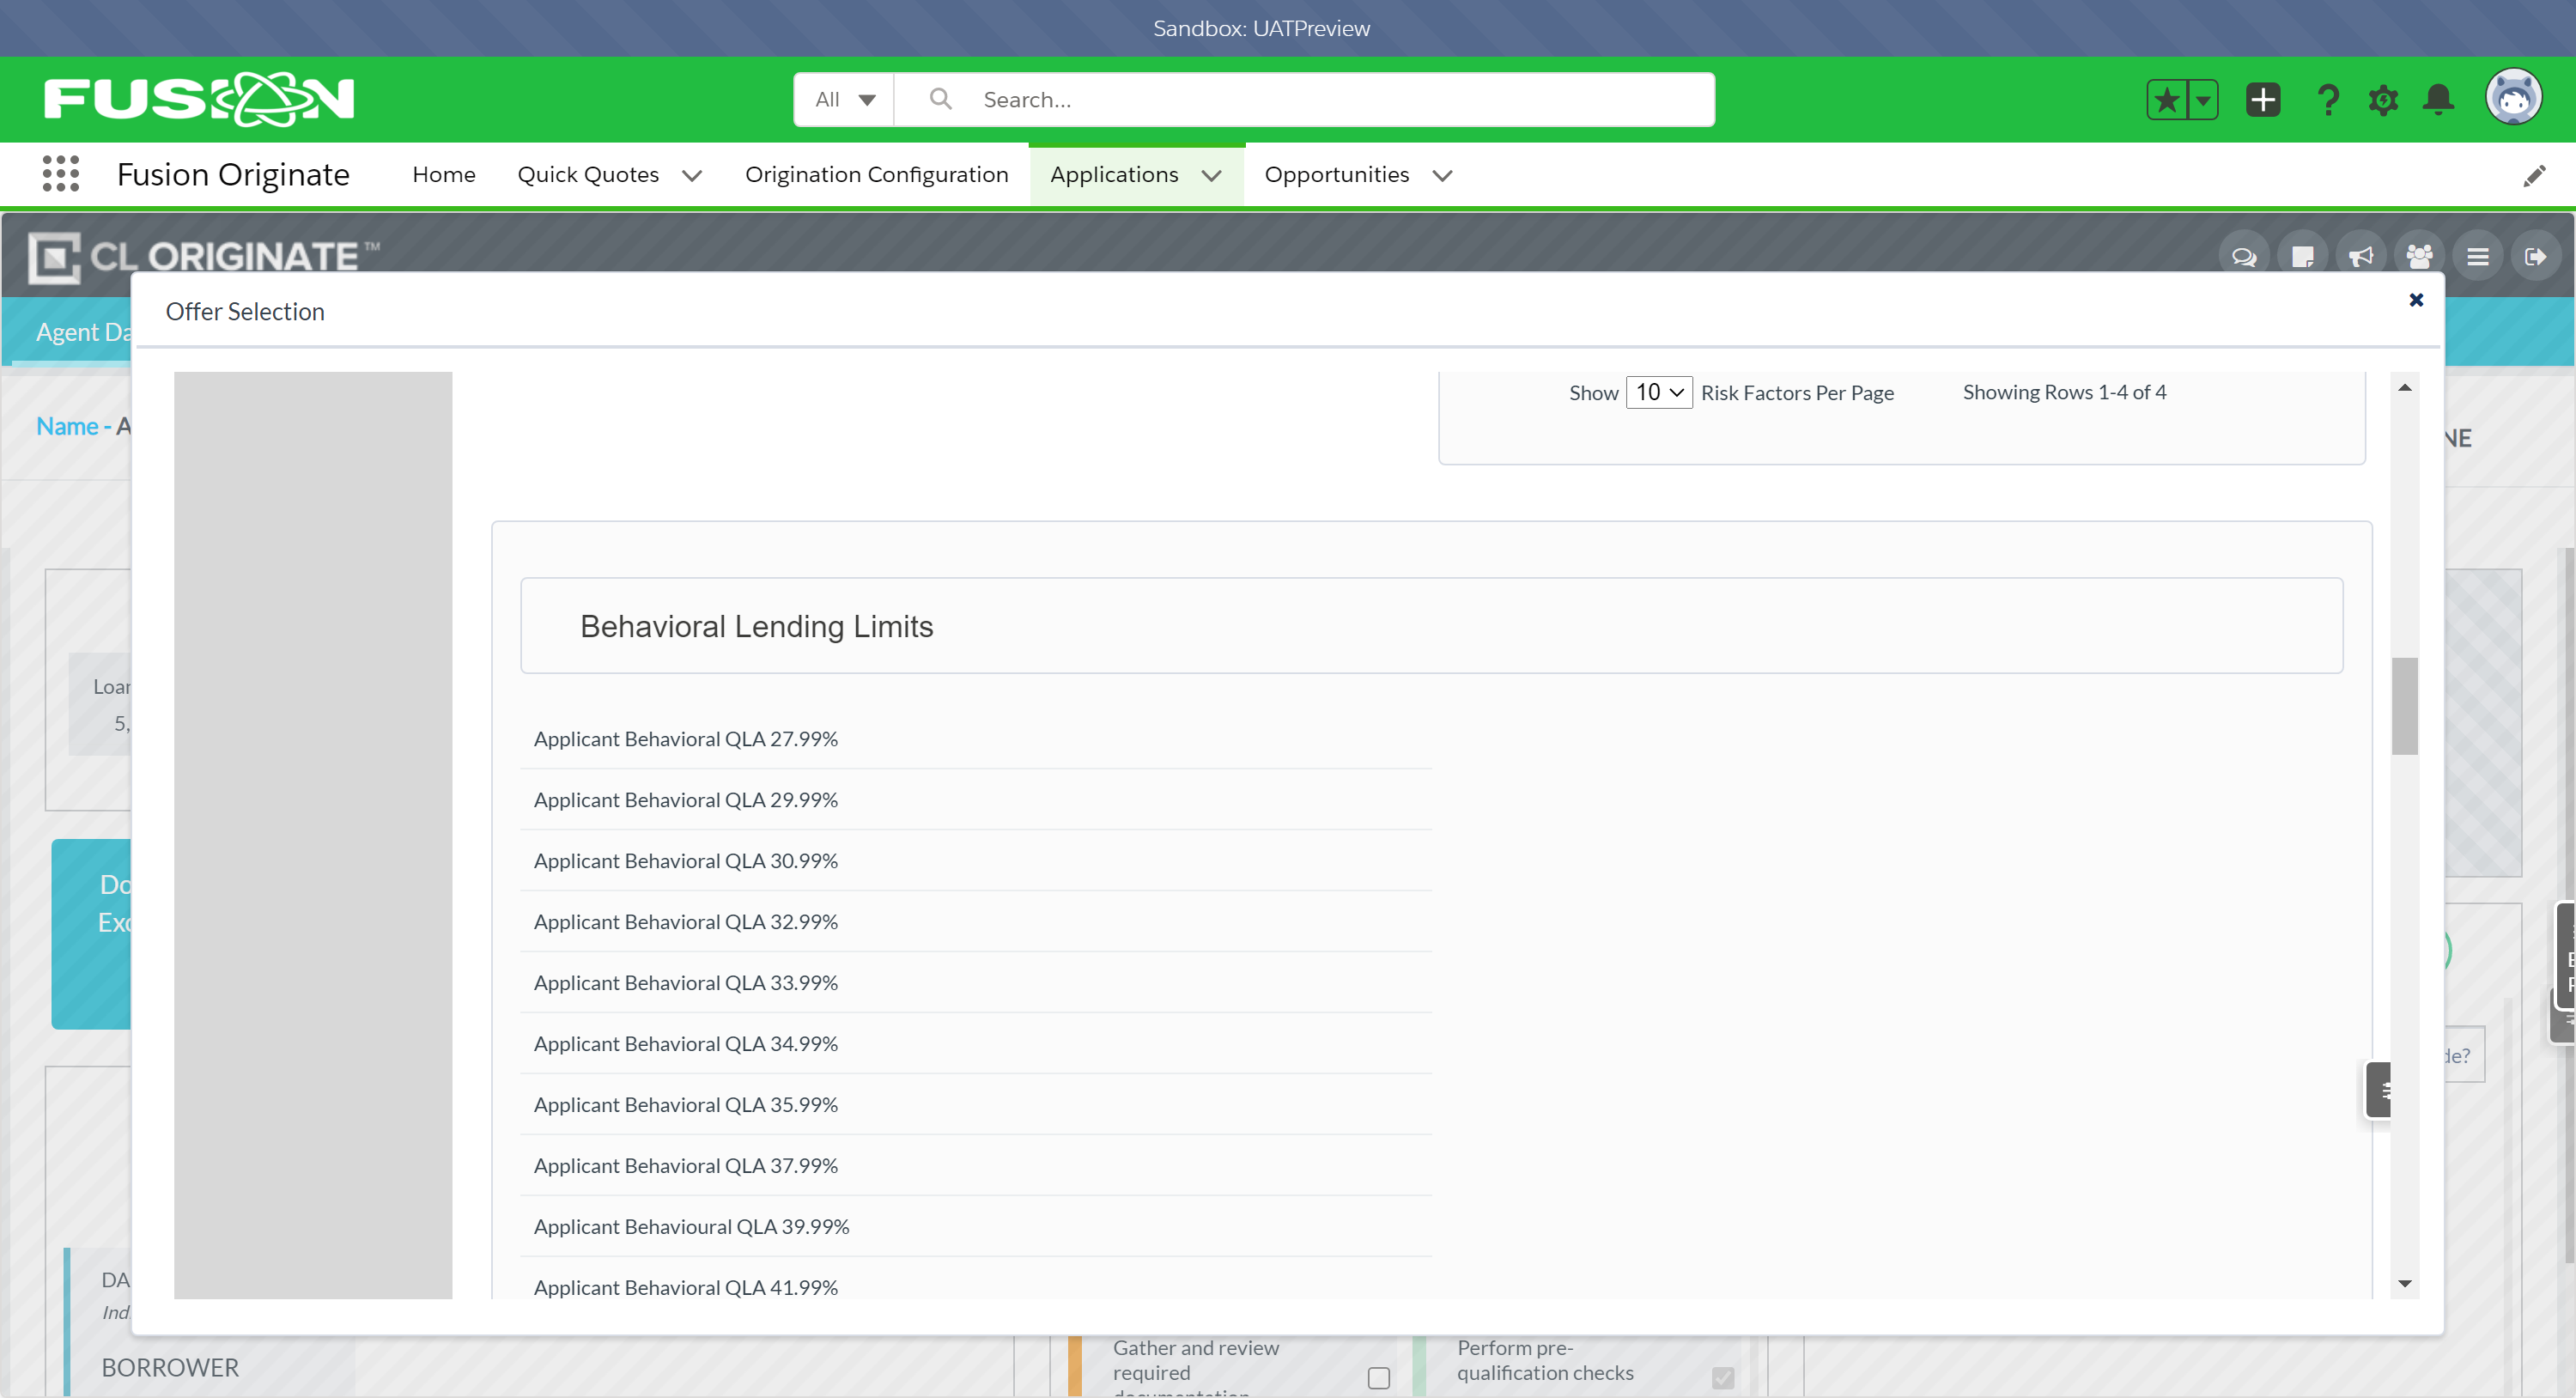 Sandbox: UATPreview
FUSION
All
Search...
Fusion Originate
Home
Quick Quotes
Origination Configuration
Applications
Opportunities
CL ORIGINATE™
Offer Selection
Agent Da
Name - A
NE
Show 10 Risk Factors Per Page
Showing Rows 1-4 of 4
Behavioral Lending Limits
Loan
5,
Applicant Behavioral QLA 27.99%
Applicant Behavioral QLA 29.99%
Applicant Behavioral QLA 30.99%
Applicant Behavioral QLA 32.99%
Applicant Behavioral QLA 33.99%
Applicant Behavioral QLA 34.99%
Applicant Behavioral QLA 35.99%
Applicant Behavioral QLA 37.99%
Applicant Behavioural QLA 39.99%
Applicant Behavioral QLA 41.99%
Do
Exc
de?
DA
Ind
BORROWER
Gather and review
required
documentation
Perform pre-
qualification checks